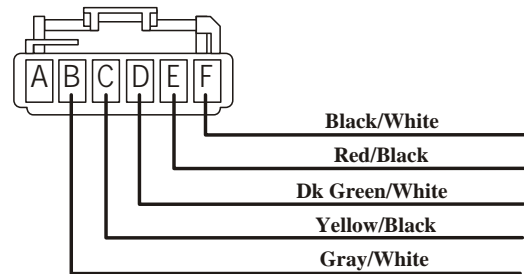 A B C D E F
Black/White
Red/Black
Dk Green/White
Yellow/Black
Gray/White